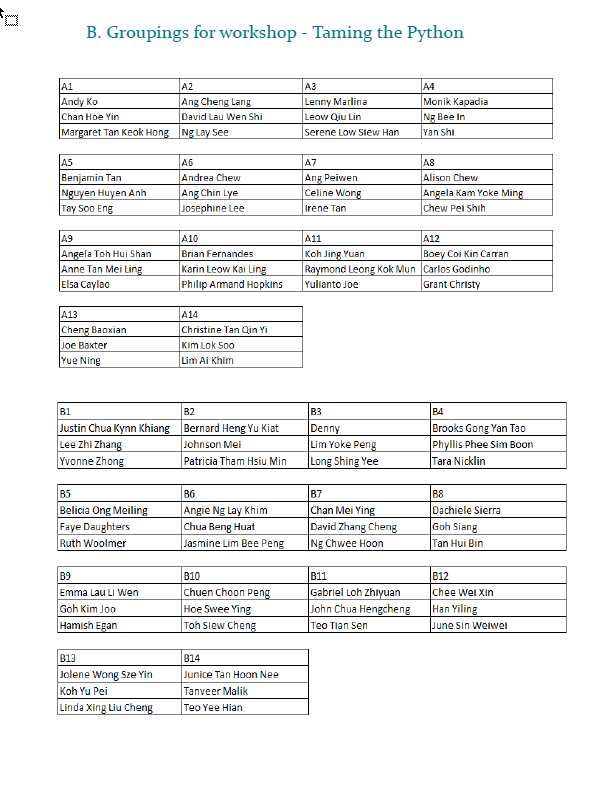 B. Groupings for workshop - Taming the Python
A1 A2 A3 A4
Andy Ko Ang Cheng Lang Lenny Marlina Monik Kapadia
Chan Hoe Yin David Lau Wen Shi Leow Qiu Lin Ng Bee In
Margaret Tan Keok Hong Ng Lay See Serene Low Siew Han Yan Shi
A5 A6 A7 A8
Benjamin Tan Andrea Chew Ang Peiwen Alison Chew
Nguyen Huyen Anh Ang Chin Lye Celine Wong Angela Kam Yoke Ming
Tay Soo Eng Josephine Lee Irene Tan Chew Pei Shih
A9 A10 A11 A12
Angela Toh Hui Shan Brian Fernandes Koh Jing Yuan Boey Coi Kin Carran
Anne Tan Mei Ling Karin Leow Kai Ling Raymond Leong Kok Mun Carlos Godinho
Elsa Caylao Philip Armand Hopkins Yulianto Joe Grant Christy
A13 A14
Cheng Baoxian Christine Tan Qin Yi
Joe Baxter Kim Lok Soo
Yue Ning Lim Ai Khim
B1 B2 B3 B4
Justin Chua Kynn Khiang Bernard Heng Yu Kiat Denny Brooks Gong Yan Tao
Lee Zhi Zhang Johnson Mei Lim Yoke Peng Phyllis Phee Sim Boon
Yvonne Zhong Patricia Tham Hsiu Min Long Shing Yee Tara Nicklin
B5 B6 B7 B8
Belicia Ong Meiling Angie Ng Lay Khim Chan Mei Ying Dachiele Sierra
Faye Daughters Chua Beng Huat David Zhang Cheng Goh Siang
Ruth Woolmer Jasmine Lim Bee Peng Ng Chwee Hoon Tan Hui Bin
B9 B10 B11 B12
Emma Lau Li Wen Chuen Choon Peng Gabriel Loh Zhiyuan Chee Wei Xin
Goh Kim Joo Hoe Swee Ying John Chua Hengcheng Han Yiling
Hamish Egan Toh Siew Cheng Teo Tian Sen June Sin Weiwei
B13 B14
Jolene Wong Sze Yin Junice Tan Hoon Nee
Koh Yu Pei Tanveer Malik
Linda Xing Liu Cheng Teo Yee Hian